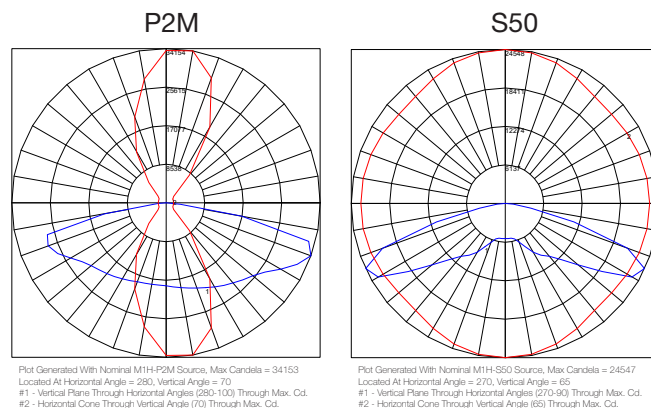 P2M
S50
34154
25615
17077
8538
2
1
24548
18411
12274
6137
2
1
Plot Generated With Nominal M1H-P2M Source, Max Candela = 34153
Located At Horizontal Angle = 280, Vertical Angle = 70
#1 - Vertical Plane Through Horizontal Angles (280-100) Through Max. Cd.
#2 - Horizontal Cone Through Vertical Angle (70) Through Max. Cd.
Plot Generated With Nominal M1H-S50 Source, Max Candela = 24547
Located At Horizontal Angle = 270, Vertical Angle = 65
#1 - Vertical Plane Through Horizontal Angles (270-90) Through Max. Cd.
#2 - Horizontal Cone Through Vertical Angle (65) Through Max. Cd.